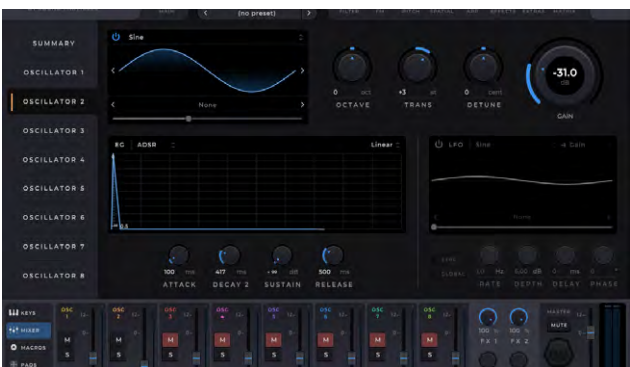 MAIN
(no preset)
FILTER FM PITCH SPATIAL ARP EFFECTS EXTRAS MATRIX
SUMMARY
OSCILLATOR 1
OSCILLATOR 2
OSCILLATOR 3
OSCILLATOR 4
OSCILLATOR 5
OSCILLATOR 6
OSCILLATOR 7
OSCILLATOR 8
Sine
None
0 oct
OCTAVE
+3 st
TRANS
0 cent
DETUNE
-31.0
dB
GAIN
EG ADSR
Linear
100 ms
ATTACK
417 ms
DECAY 2
-∞ dB
SUSTAIN
500 ms
RELEASE
LFO Sine
Gain
None
SYNC
GLOBAL
Hz
RATE
0.00 dB
DEPTH
0 ms
DELAY
0 °
PHASE
KEYS
MIXER
MACROS
PADS
OSC 1
OSC 2
OSC 3
OSC 4
OSC 5
OSC 6
OSC 7
OSC 8
M M M M M M M M
S S S S S S S S
100 %
FX 1
100 %
FX 2
MASTER
MUTE